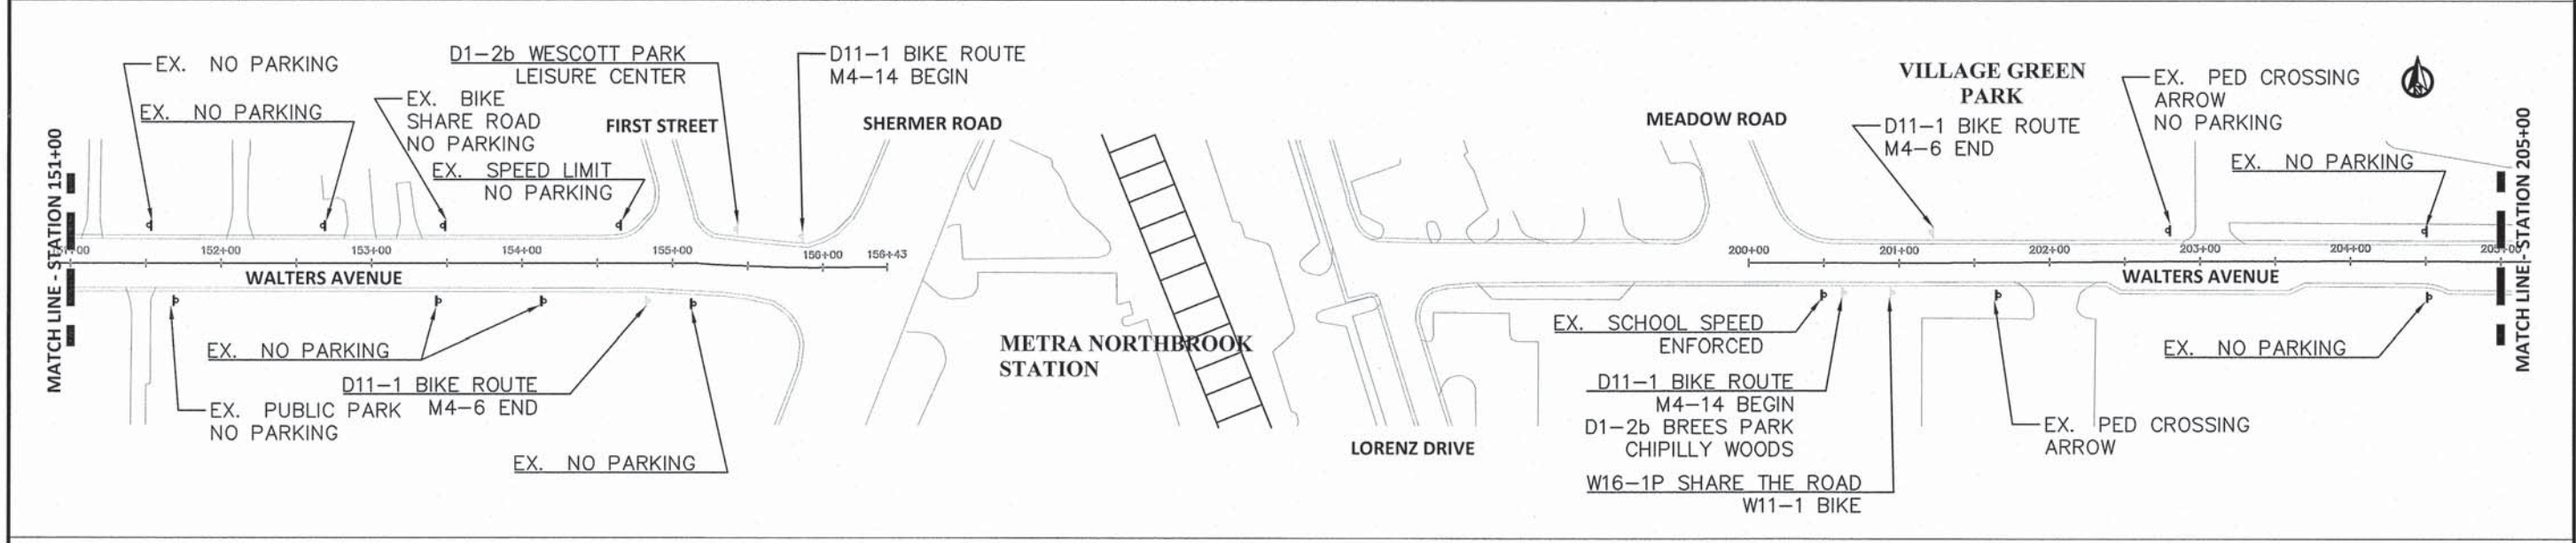 EX. NO PARKING
EX. NO PARKING
EX. BIKE
SHARE ROAD
NO PARKING
D1-2b WESCOTT PARK
LEISURE CENTER
EX. SPEED LIMIT
NO PARKING
FIRST STREET
D11-1 BIKE ROUTE
M4-14 BEGIN
SHERMER ROAD
MEADOW ROAD
VILLAGE GREEN
PARK
D11-1 BIKE ROUTE
M4-6 END
EX. PED CROSSING
ARROW
NO PARKING
EX. NO PARKING
MATCH LINE - STATION 151+00
151+00
152+00
153+00
154+00
155+00
156+00
156+43
200+00
201+00
202+00
203+00
204+00
205+00
MATCH LINE - STATION 205+00
WALTERS AVENUE
WALTERS AVENUE
EX. NO PARKING
D11-1 BIKE ROUTE
M4-6 END
EX. PUBLIC PARK
NO PARKING
EX. NO PARKING
METRA NORTHBROOK
STATION
LORENZ DRIVE
EX. SCHOOL SPEED
ENFORCED
D11-1 BIKE ROUTE
M4-14 BEGIN
D1-2b BREES PARK
CHIPILLY WOODS
W16-1P SHARE THE ROAD
W11-1 BIKE
EX. PED CROSSING
ARROW
EX. NO PARKING